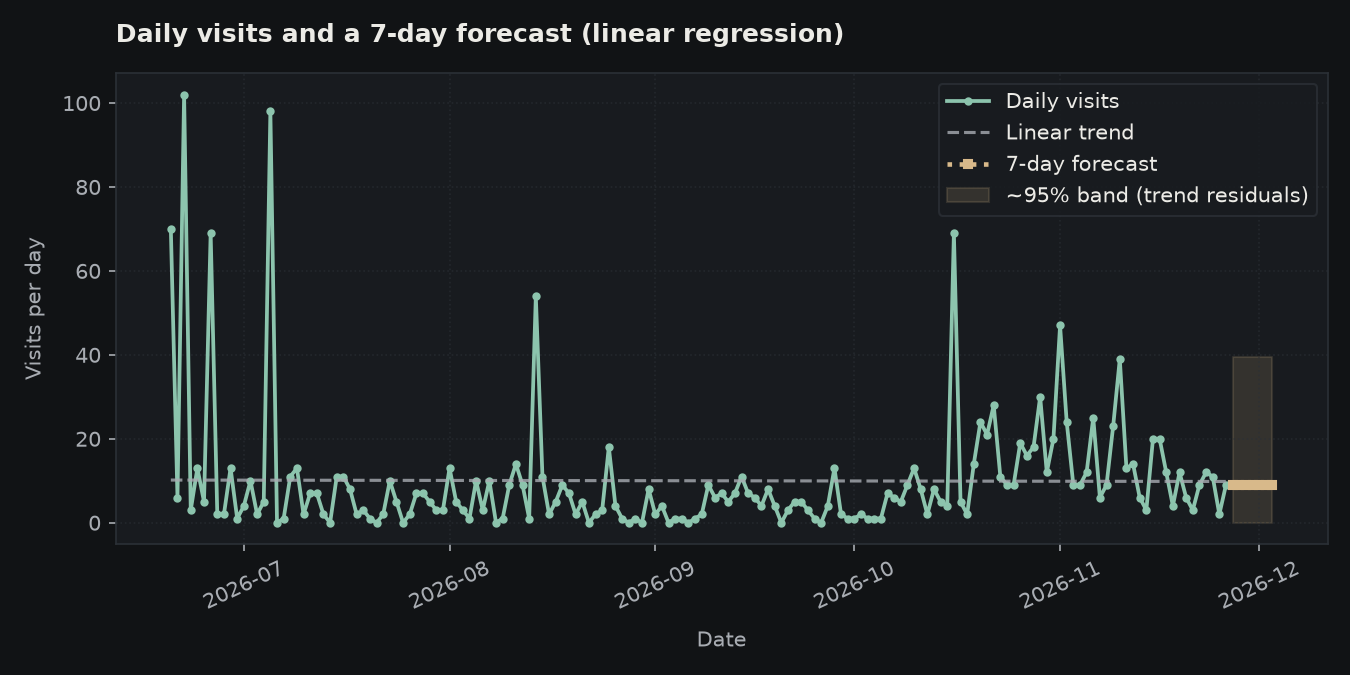 Daily visits and a 7-day forecast (linear regression)
Daily visits
Linear trend
7-day forecast
~95% band (trend residuals)
100
80
60
40
20
0
Visits per day
2026-07
2026-08
2026-09
2026-10
2026-11
2026-12
Date